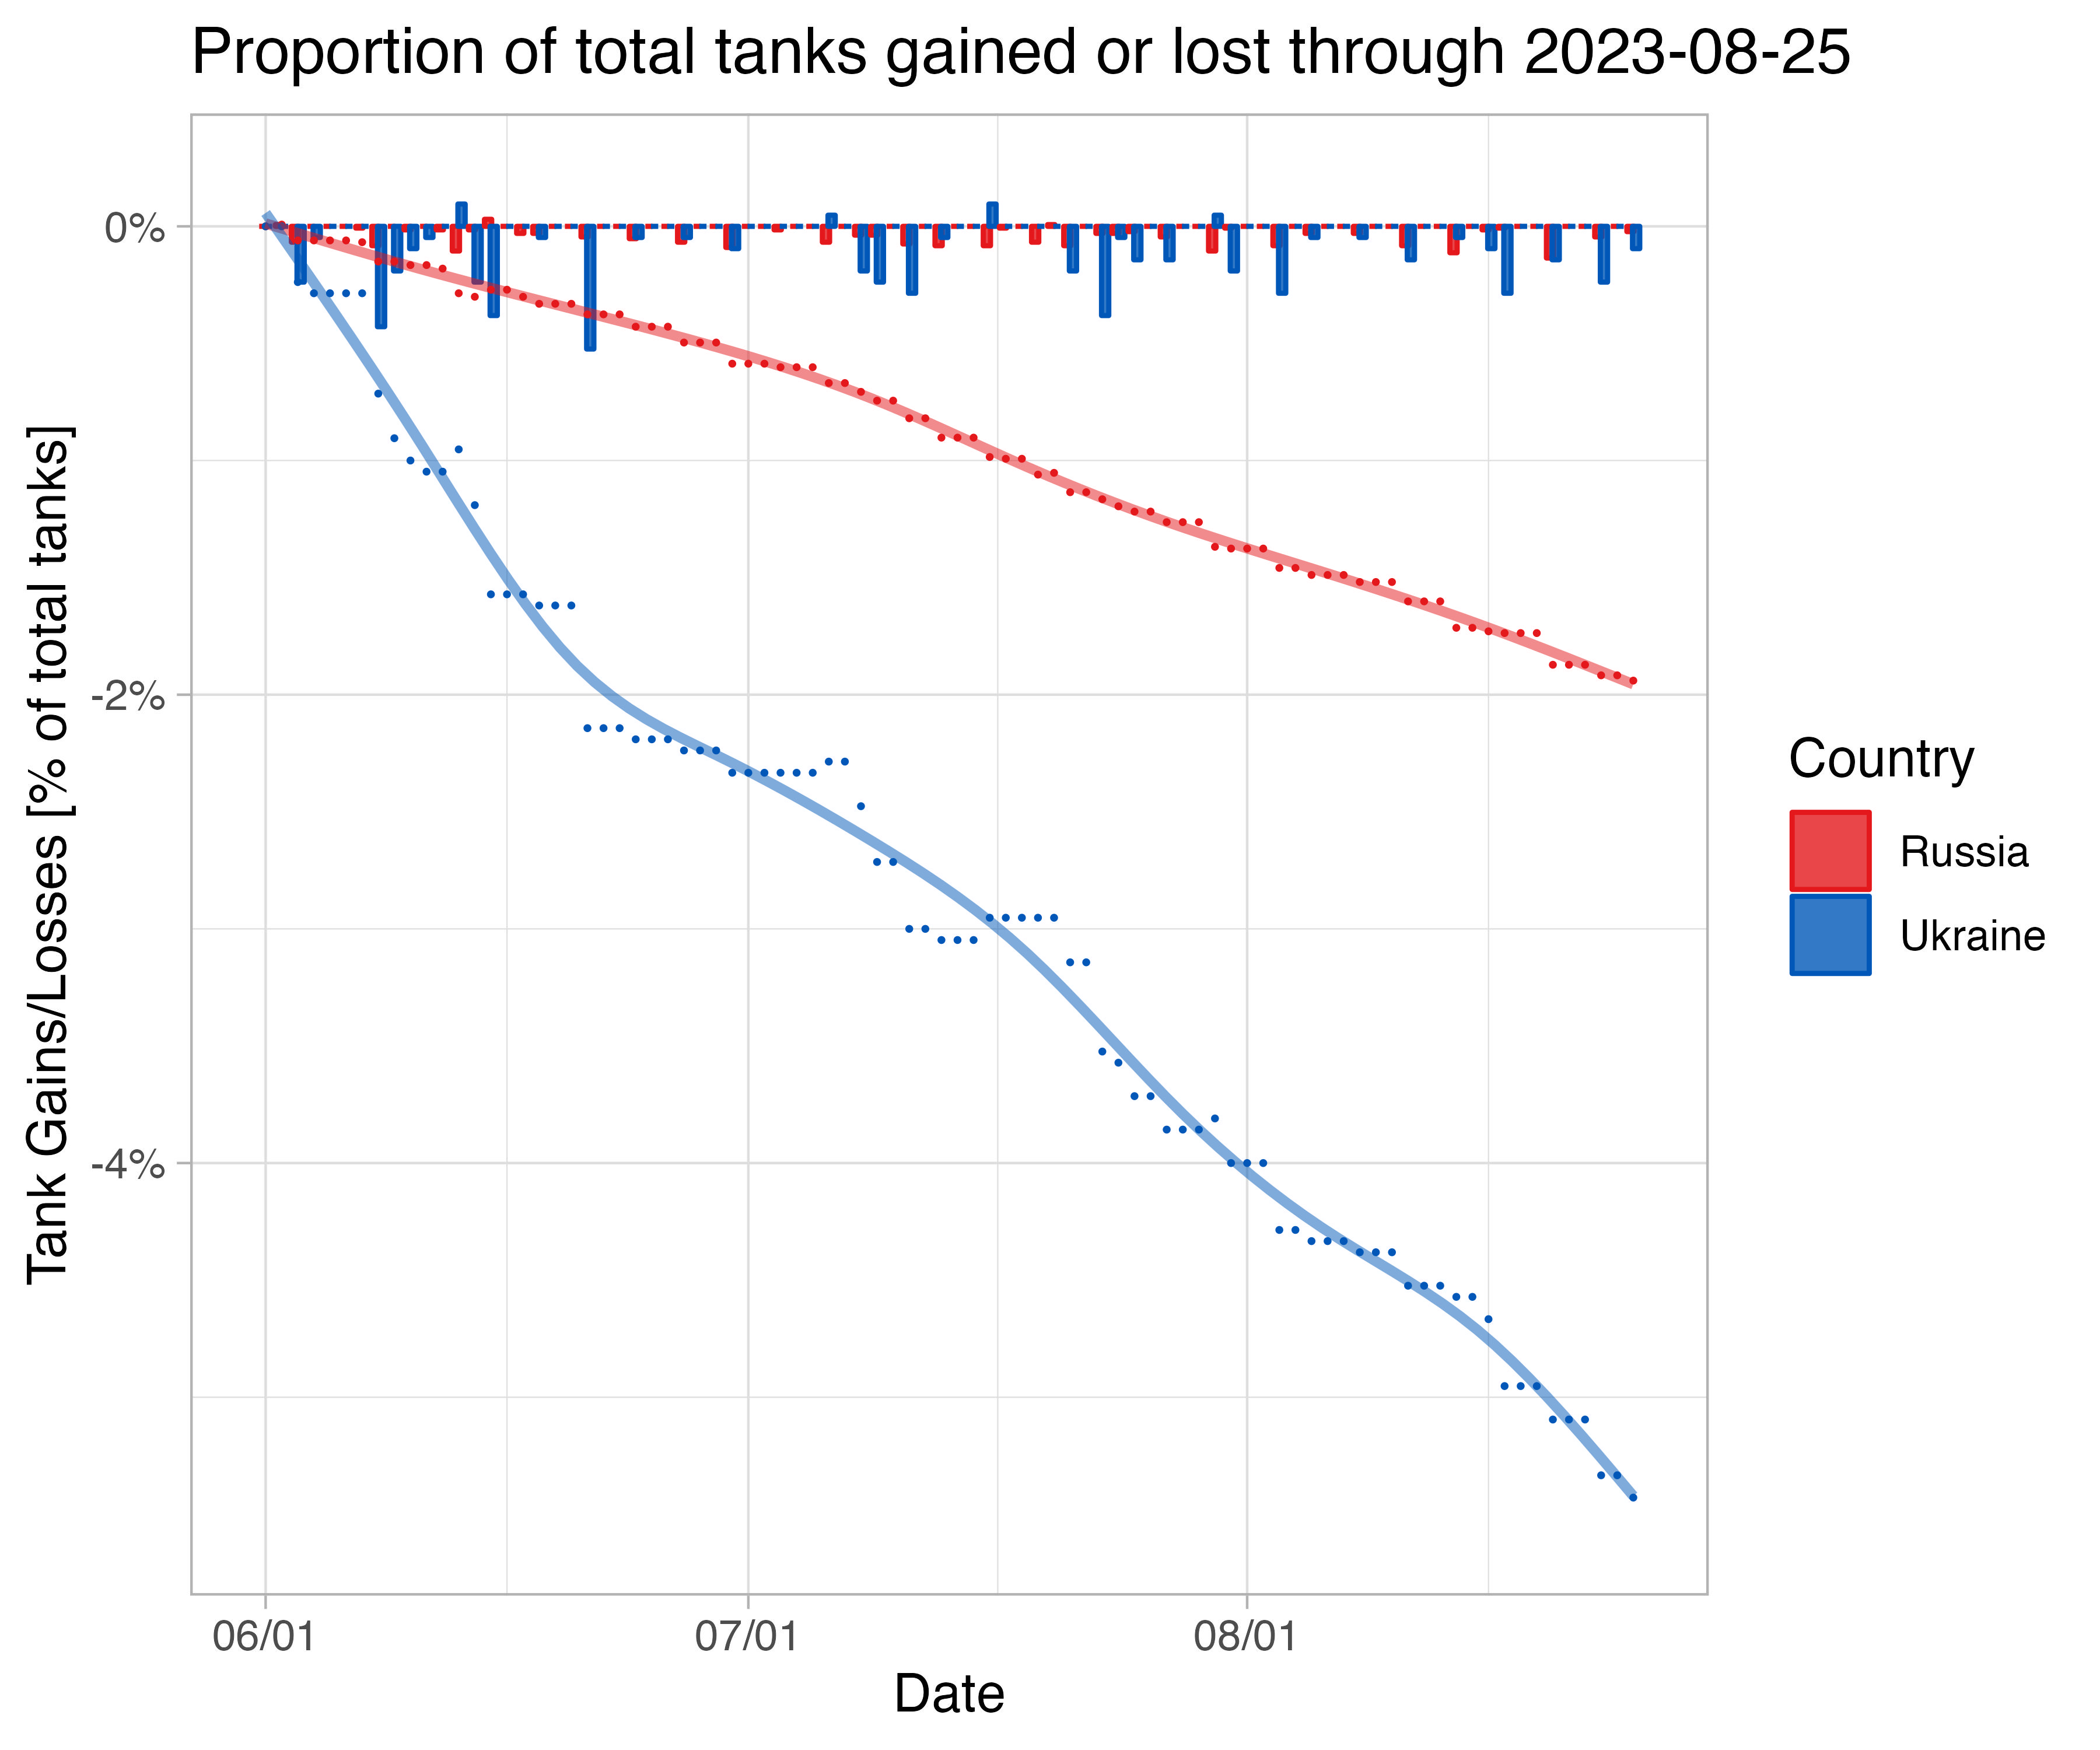 Proportion of total tanks gained or lost through 2023-08-25
Tank Gains/Losses [% of total tanks]
0%
-2%
-4%
06/01
07/01
08/01
Date
Country
Russia
Ukraine